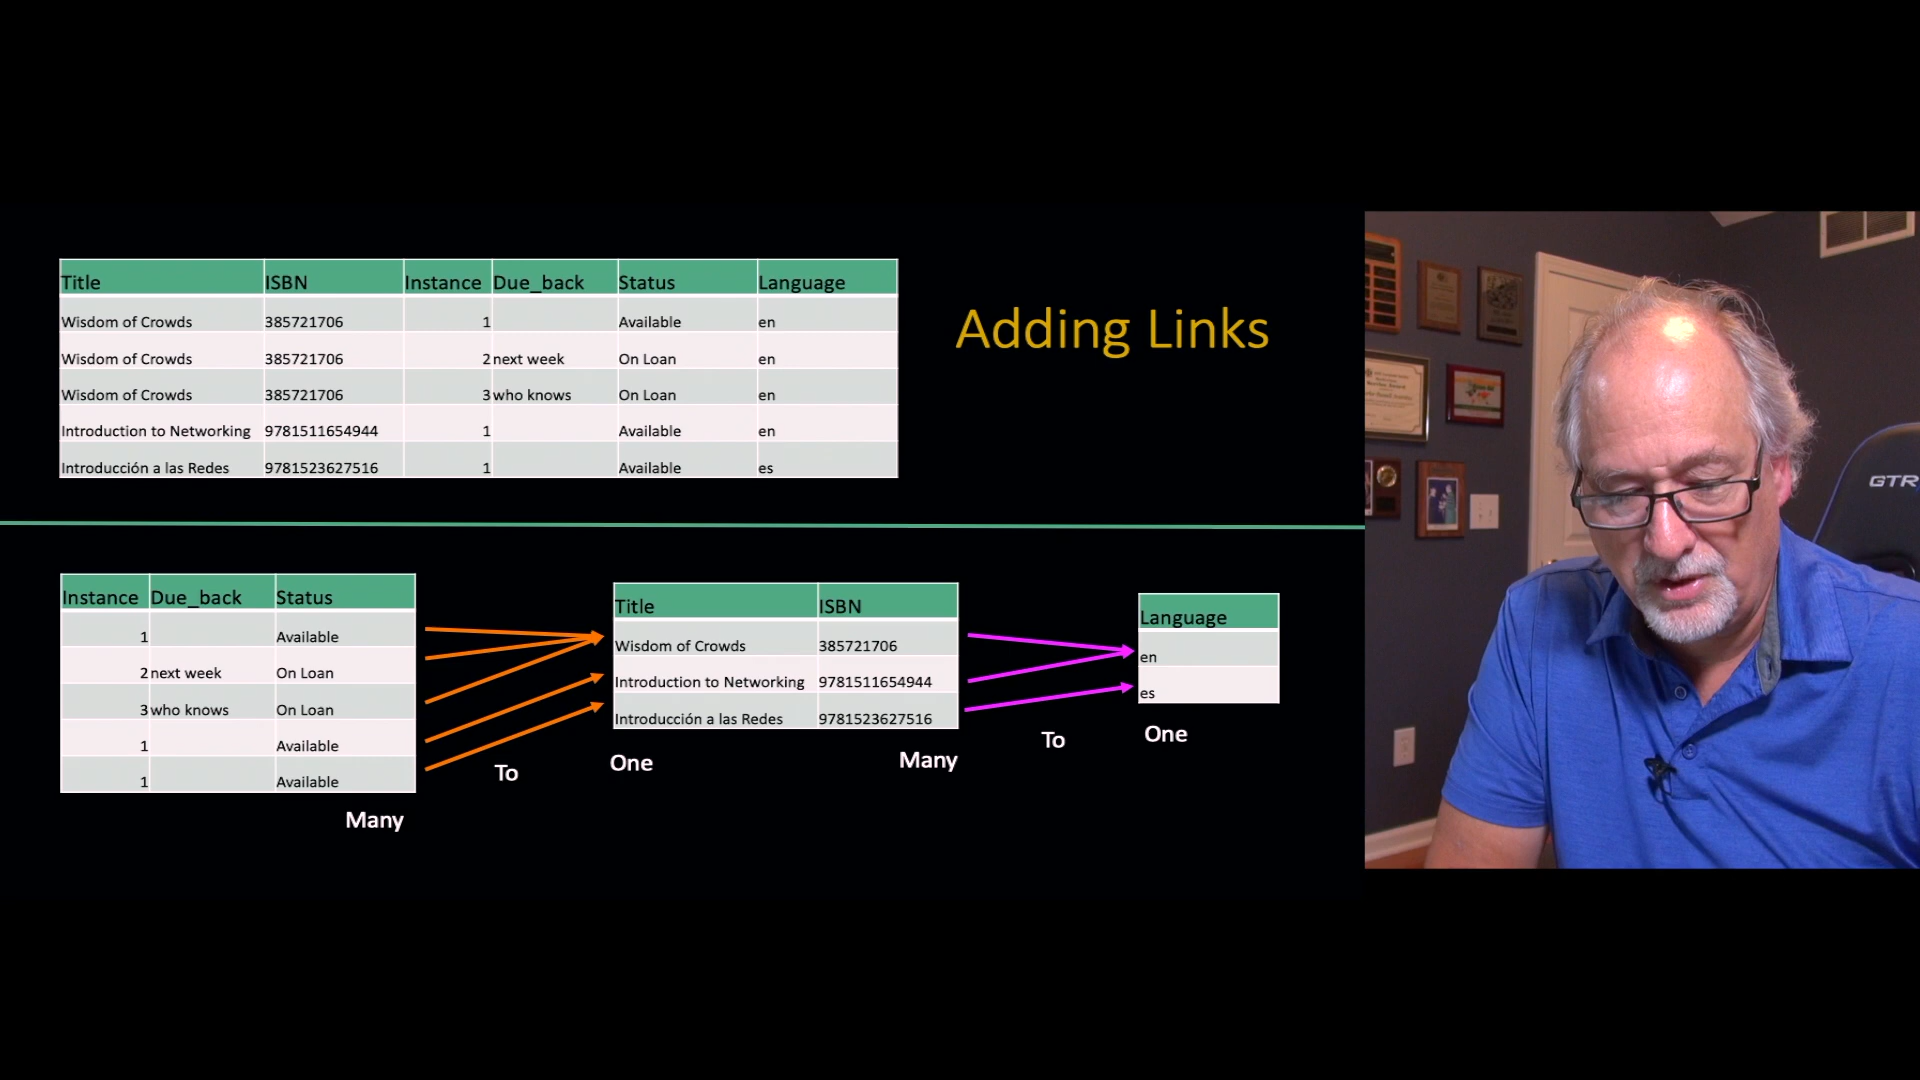 Title ISBN Instance Due_back Status Language
Wisdom of Crowds 385721706 1 Available en
Wisdom of Crowds 385721706 2 next week On Loan en
Wisdom of Crowds 385721706 3 who knows On Loan en
Introduction to Networking 9781511654944 1 Available en
Introducción a las Redes 9781523627516 1 Available es
Adding Links
Instance Due_back Status
1 Available
2 next week On Loan
3 who knows On Loan
1 Available
1 Available
Many
To
Title ISBN
Wisdom of Crowds 385721706
Introduction to Networking 9781511654944
Introducción a las Redes 9781523627516
One
Many
To
Language
en
es
One
GTR